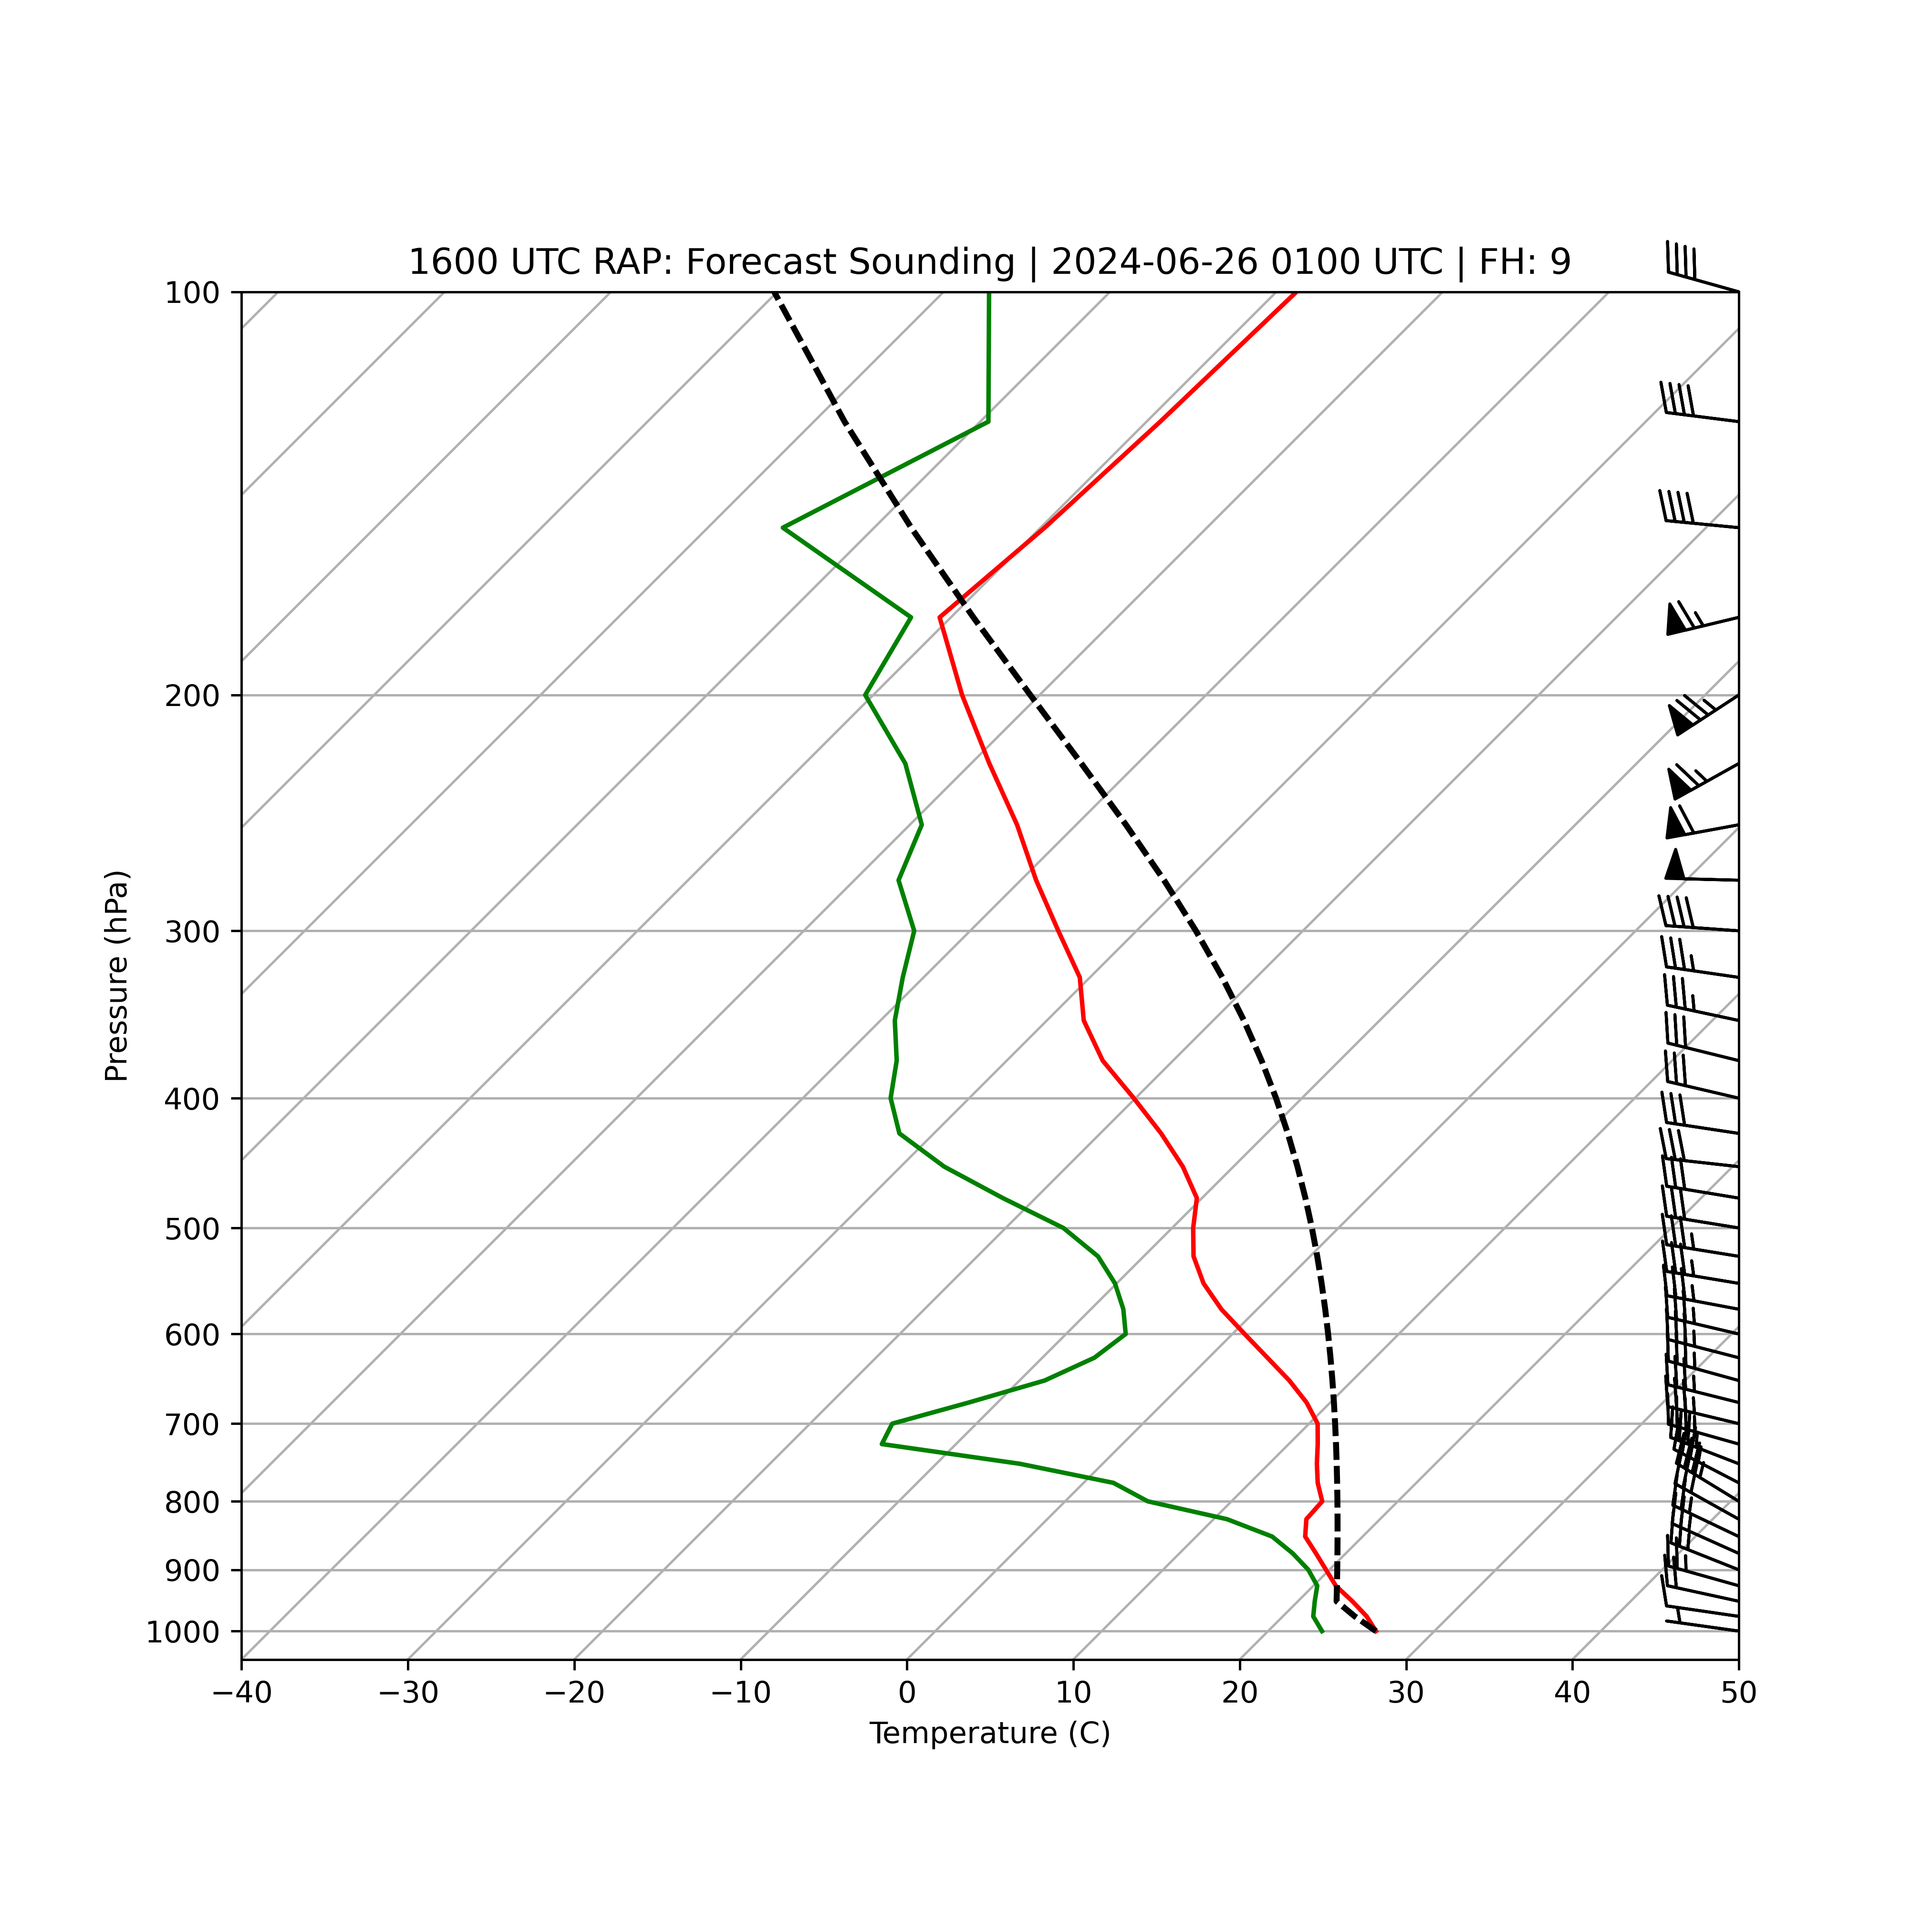 1600 UTC RAP: Forecast Sounding | 2024-06-26 0100 UTC | FH: 9
100
200
300
400
500
600
700
800
900
1000
Pressure (hPa)
−40 −30 −20 −10 0 10 20 30 40 50
Temperature (C)